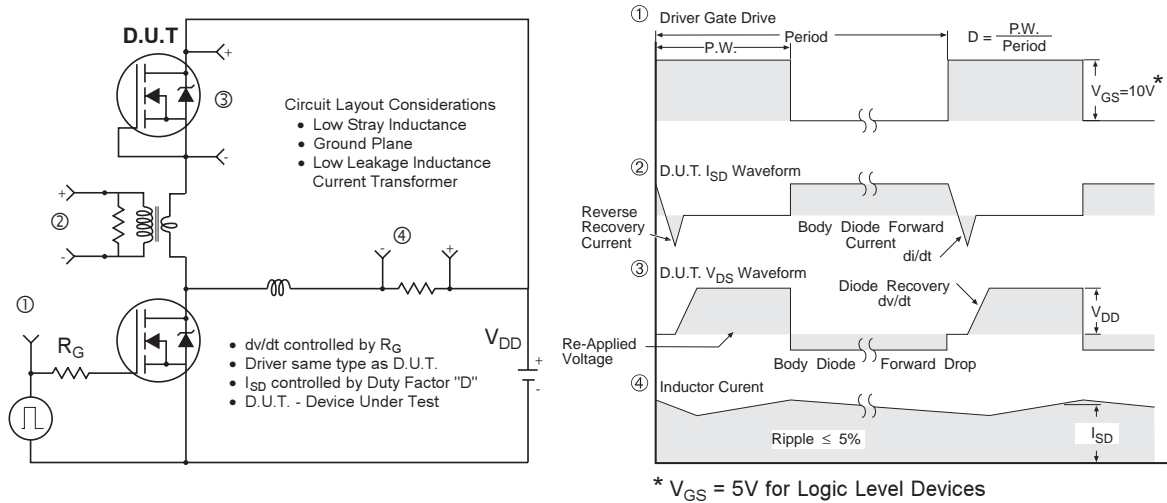 D.U.T
+
③
-
Circuit Layout Considerations
• Low Stray Inductance
• Ground Plane
• Low Leakage Inductance
Current Transformer
+
②
-
④
-
+
①
R_G
V_DD
+
-
• dv/dt controlled by R_G
• Driver same type as D.U.T.
• I_SD controlled by Duty Factor "D"
• D.U.T. - Device Under Test
① Driver Gate Drive
P.W.
Period
D = P.W. / Period
V_GS=10V*
② D.U.T. I_SD Waveform
Reverse
Recovery
Current
Body Diode Forward
Current
di/dt
③ D.U.T. V_DS Waveform
Diode Recovery
dv/dt
V_DD
Re-Applied
Voltage
Body Diode Forward Drop
④ Inductor Curent
Ripple ≤ 5%
I_SD
* V_GS = 5V for Logic Level Devices